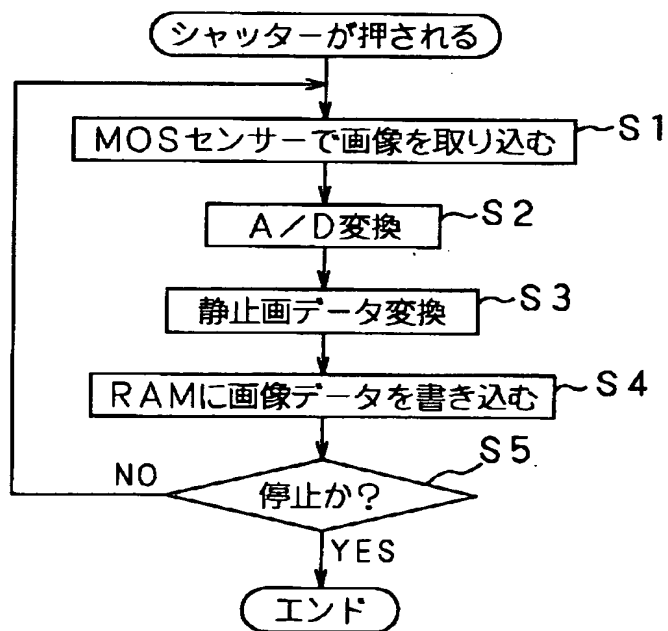 シャッターが押される
MOSセンサーで画像を取り込む
S1
A/D変換
S2
静止画データ変換
S3
RAMに画像データを書き込む
S4
S5
NO
停止か?
YES
エンド